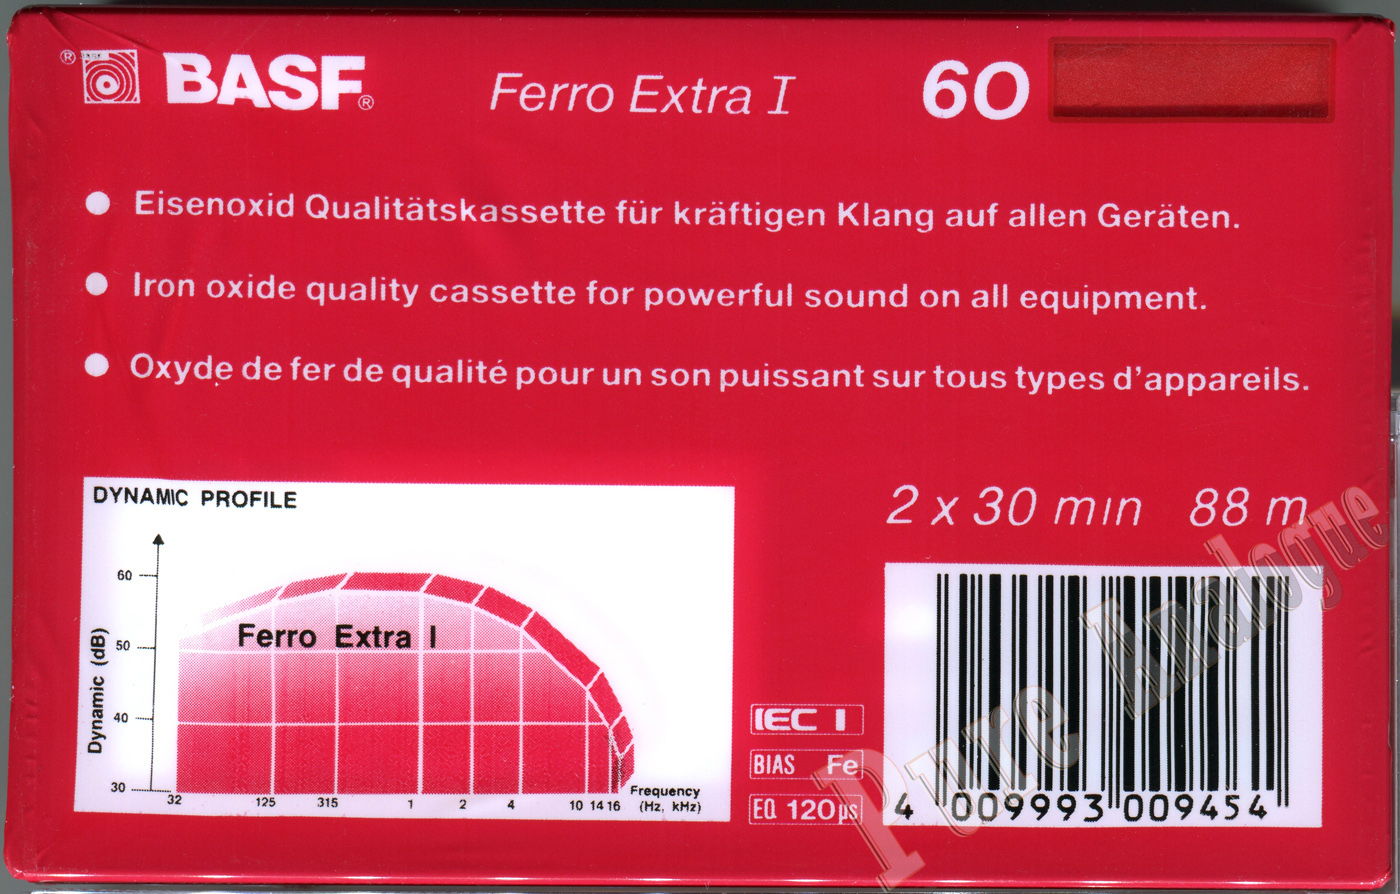 ® BASF® Ferro Extra I 60
● Eisenoxid Qualitätskassette für kräftigen Klang auf allen Geräten.
● Iron oxide quality cassette for powerful sound on all equipment.
● Oxyde de fer de qualité pour un son puissant sur tous types d'appareils.
2 x 30 min 88 m
DYNAMIC PROFILE
Dynamic (dB)
60
50
40
30
Ferro Extra I
32 125 315 1 2 4 10 14 16
Frequency
(Hz, kHz)
IEC I
BIAS Fe
EQ 120 µs
4 009993 009454
Pure Analogue